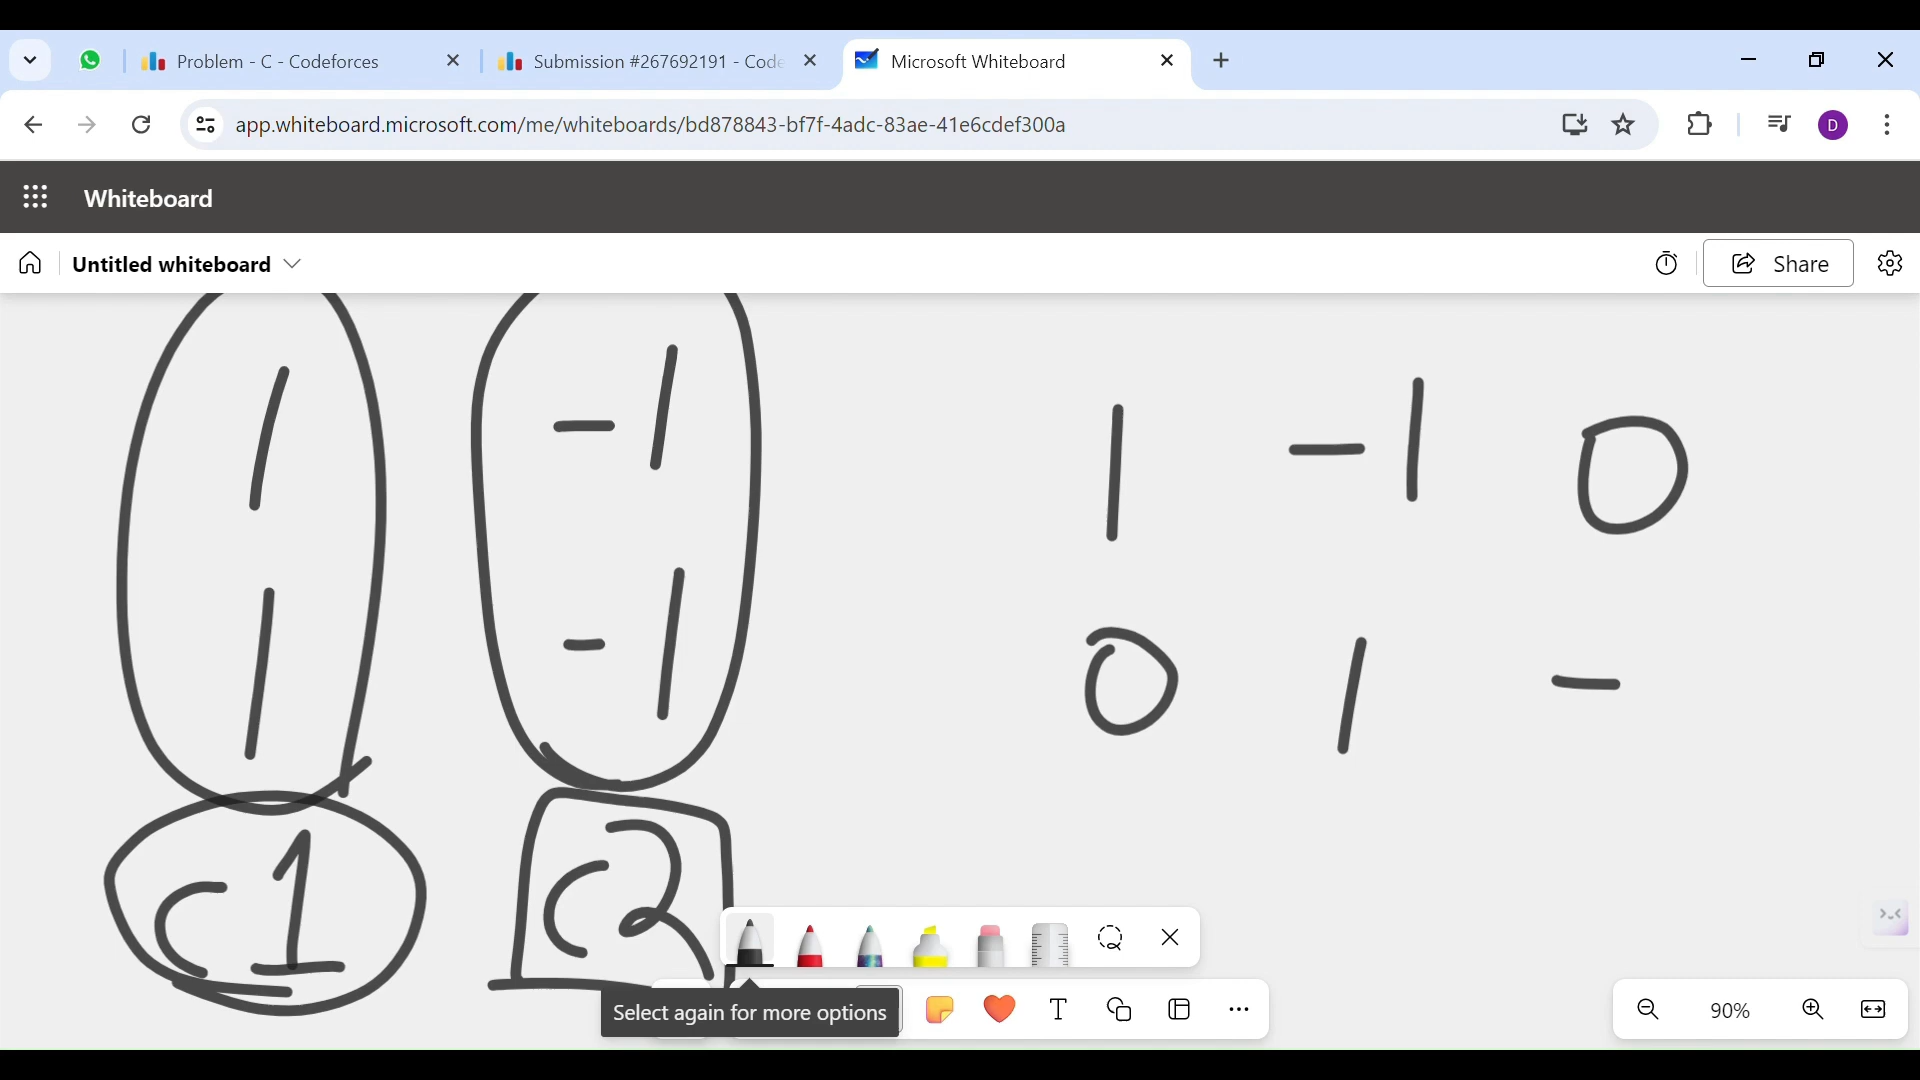 Problem - C - Codeforces
Submission #267692191 - Code
Microsoft Whiteboard
app.whiteboard.microsoft.com/me/whiteboards/bd878843-bf7f-4adc-83ae-41e6cdef300a
D
Whiteboard
Untitled whiteboard
Share
1 -1 1 -1 0
1 -1 0 1 -
C1 C2
Select again for more options
T
90%